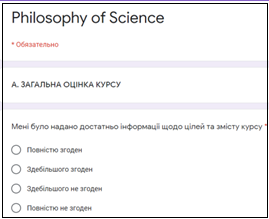 Philosophy of Science
* Обязательно
А. ЗАГАЛЬНА ОЦІНКА КУРСУ
Мені було надано достатньо інформації щодо цілей та змісту курсу *
Повністю згоден
Здебільшого згоден
Здебільшого не згоден
Повністю не згоден